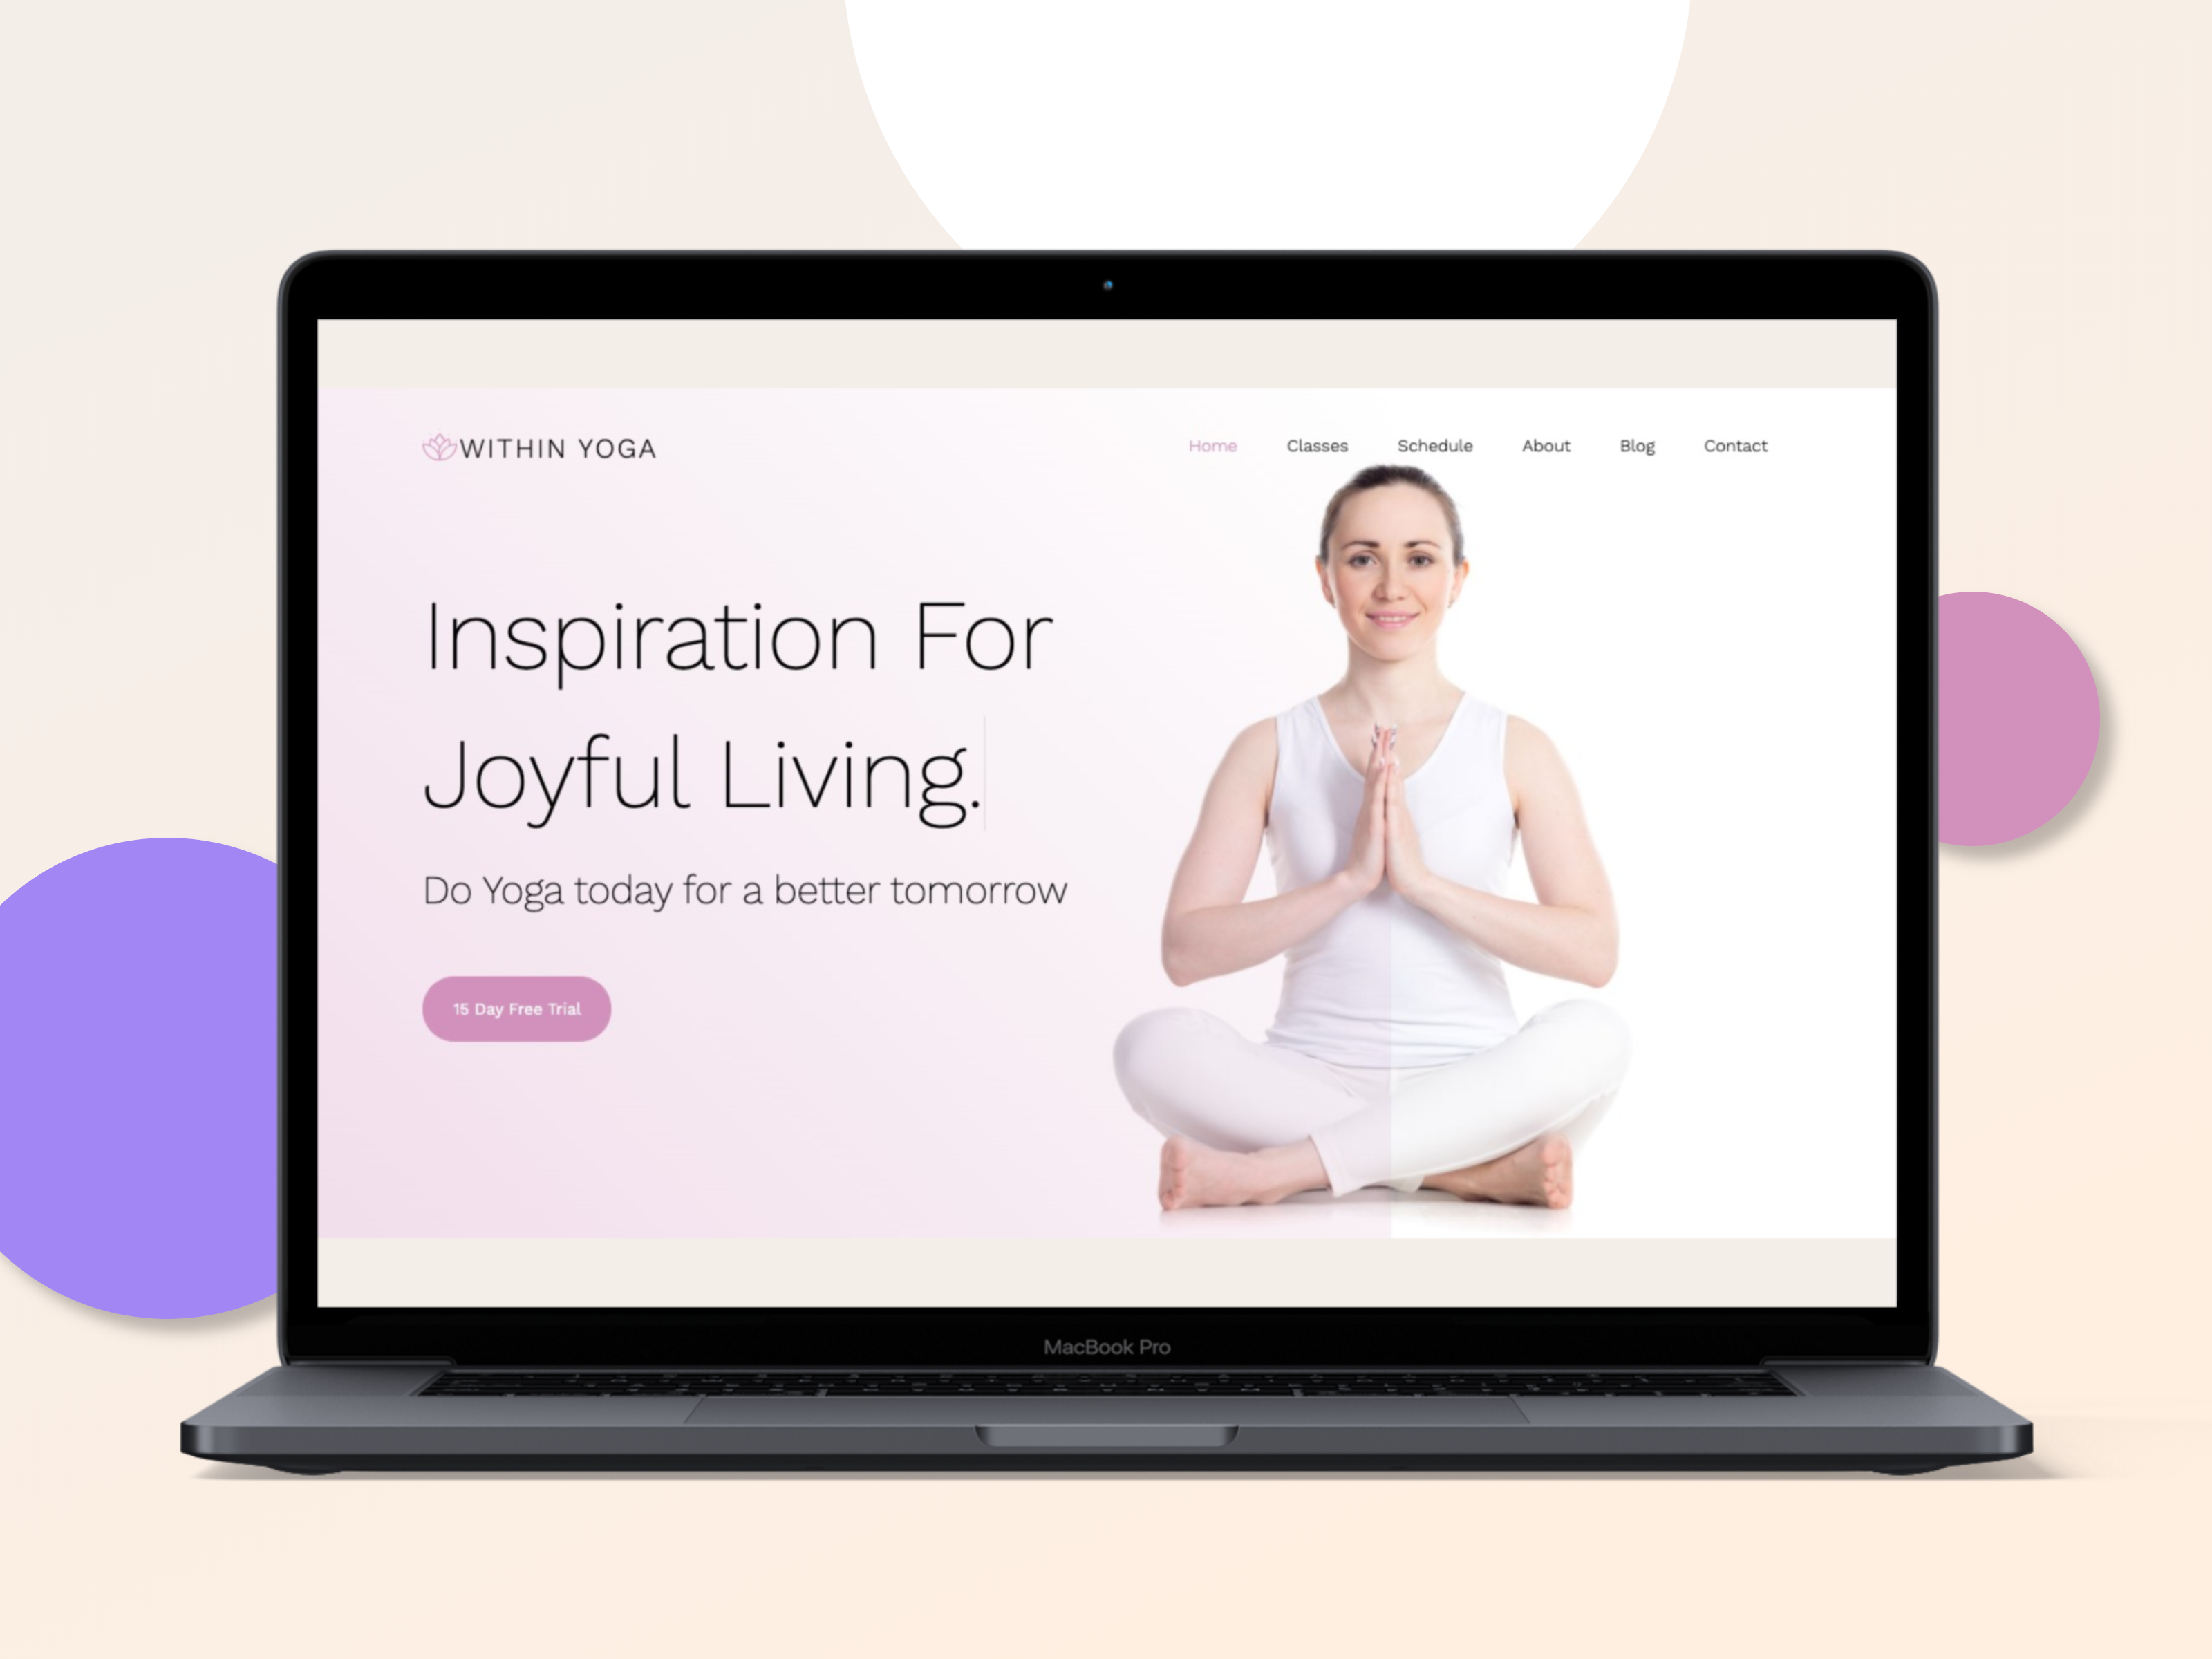 WITHIN YOGA
Home Classes Schedule About Blog Contact
Inspiration For
Joyful Living.
Do Yoga today for a better tomorrow
15 Day Free Trial
MacBook Pro